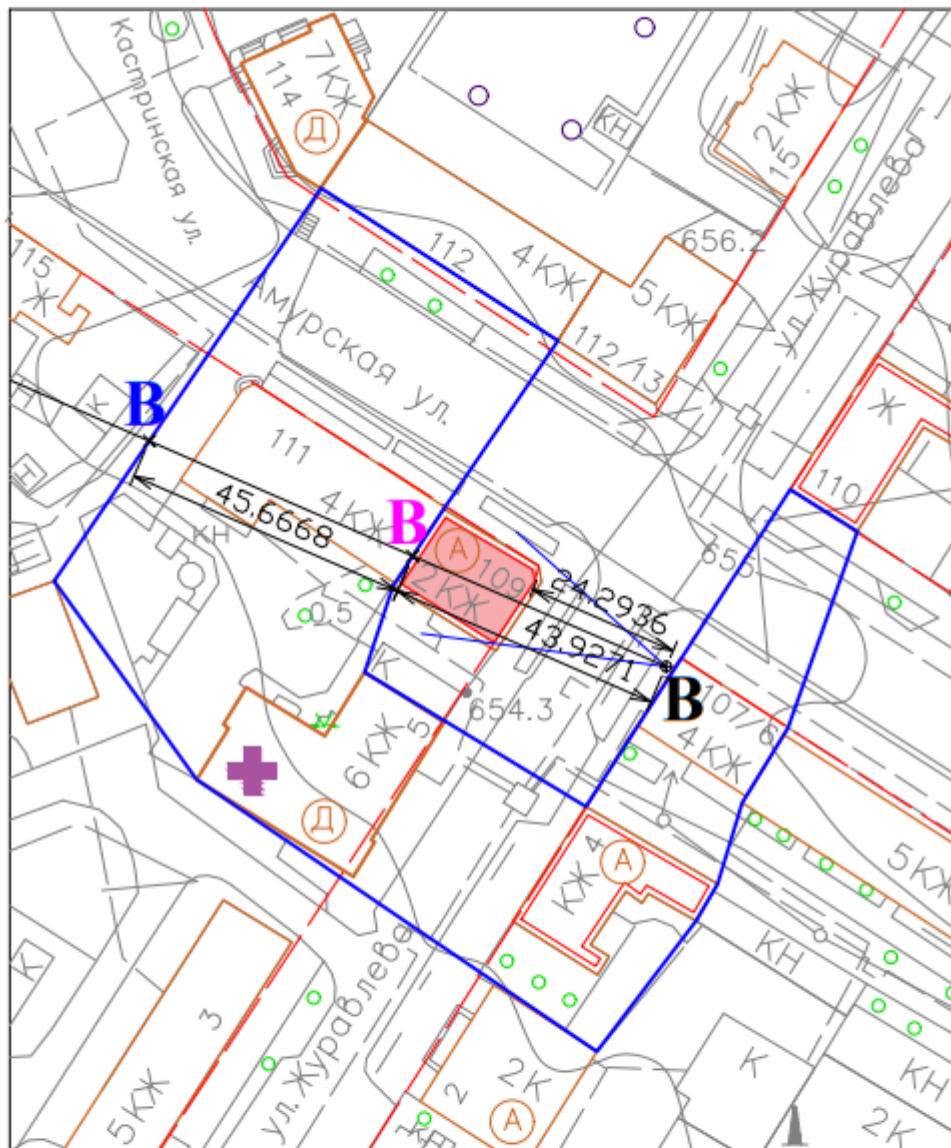 Кастринская ул.
7КЖ
114
Д
КН
2КЖ
15
ул.Журавлева
656.2
112
4КЖ
5КЖ
112/13
115
Ж
Амурская ул.
К
В
111
45.6668
4КЖ
КН
В
А
109
2КЖ
0.5
24.2936
43.9271
655
Ж
110
В
107/6
4КЖ
К
654.3
5
6КЖ
Д
А
КЖ 4
5КЖ
КН
К
3
5КЖ
ул.Журавлева
2
2К
А
К
КН
2К